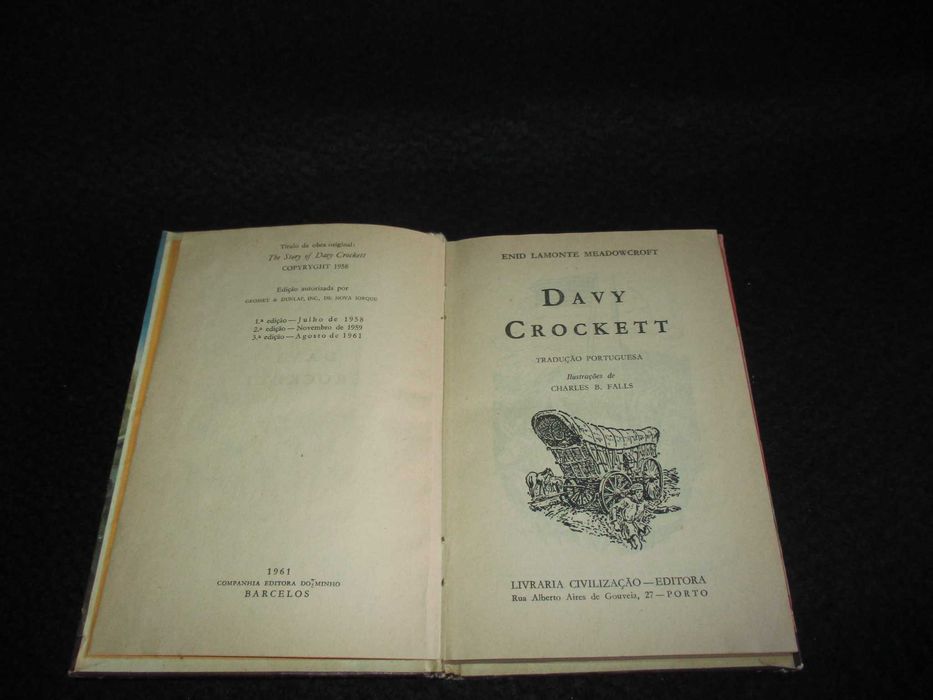 Título da obra original:
The Story of Davy Crockett
COPYRYGHT 1958
Edição autorizada por
GROSSET & DUNLAP, INC., DE NOVA IORQUE
1.ª edição — Julho de 1958
2.ª edição — Novembro de 1959
3.ª edição — Agosto de 1961
1961
COMPANHIA EDITORA DO MINHO
BARCELOS
ENID LAMONTE MEADOWCROFT
DAVY
CROCKETT
TRADUÇÃO PORTUGUESA
Ilustrações de
CHARLES B. FALLS
LIVRARIA CIVILIZAÇÃO — EDITORA
Rua Alberto Aires de Gouveia, 27 — PORTO